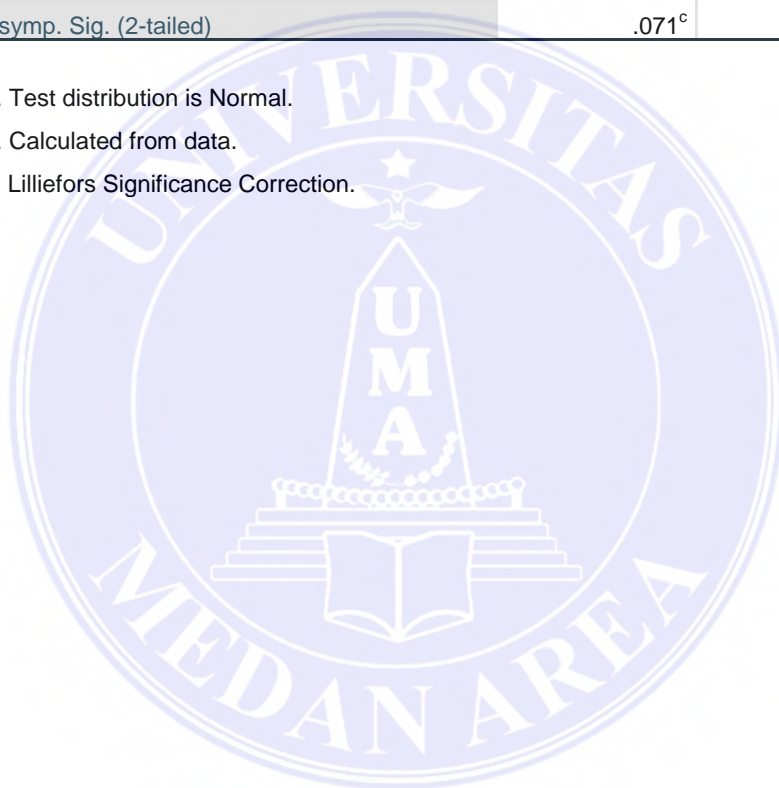 symp. Sig. (2-tailed) .071ᶜ
. Test distribution is Normal.
. Calculated from data.
Lilliefors Significance Correction.
UNIVERSITAS
U
M
A
MEDAN AREA